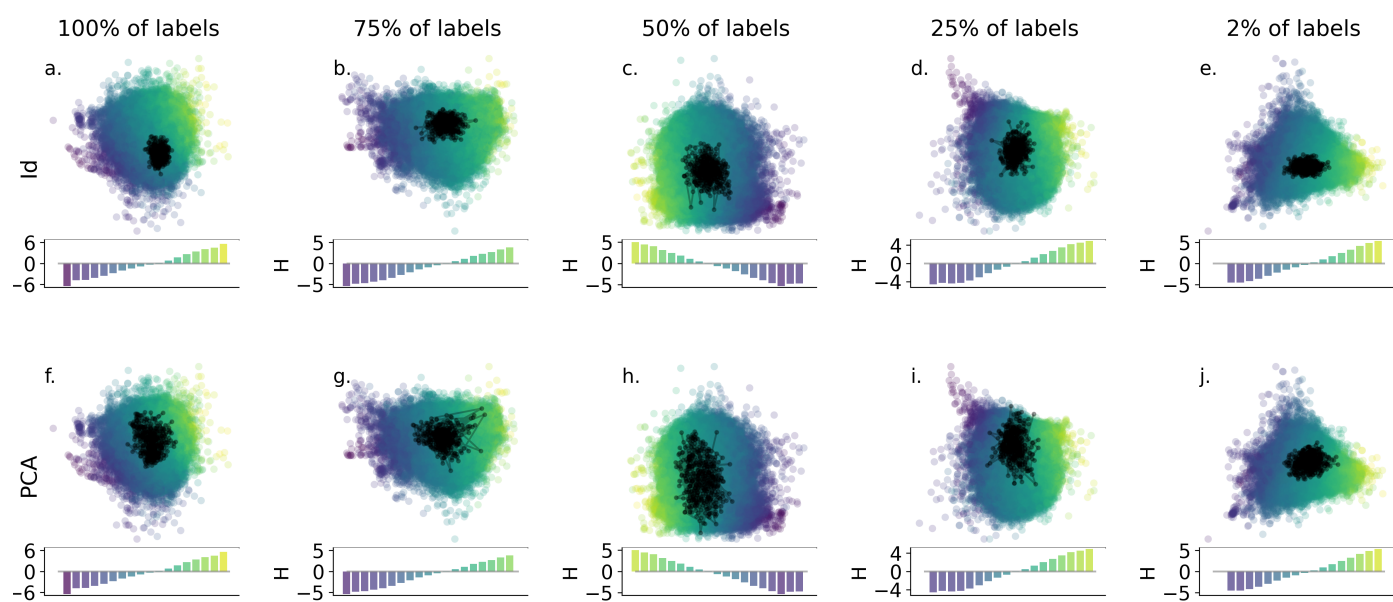 100% of labels 75% of labels 50% of labels 25% of labels 2% of labels
a. b. c. d. e.
Id
6 5 5 4 5
0 H 0 H 0 H 0 H 0
−6 −5 −5 −4 −5
f. g. h. i. j.
PCA
6 5 5 4 5
0 H 0 H 0 H 0 H 0
−6 −5 −5 −4 −5